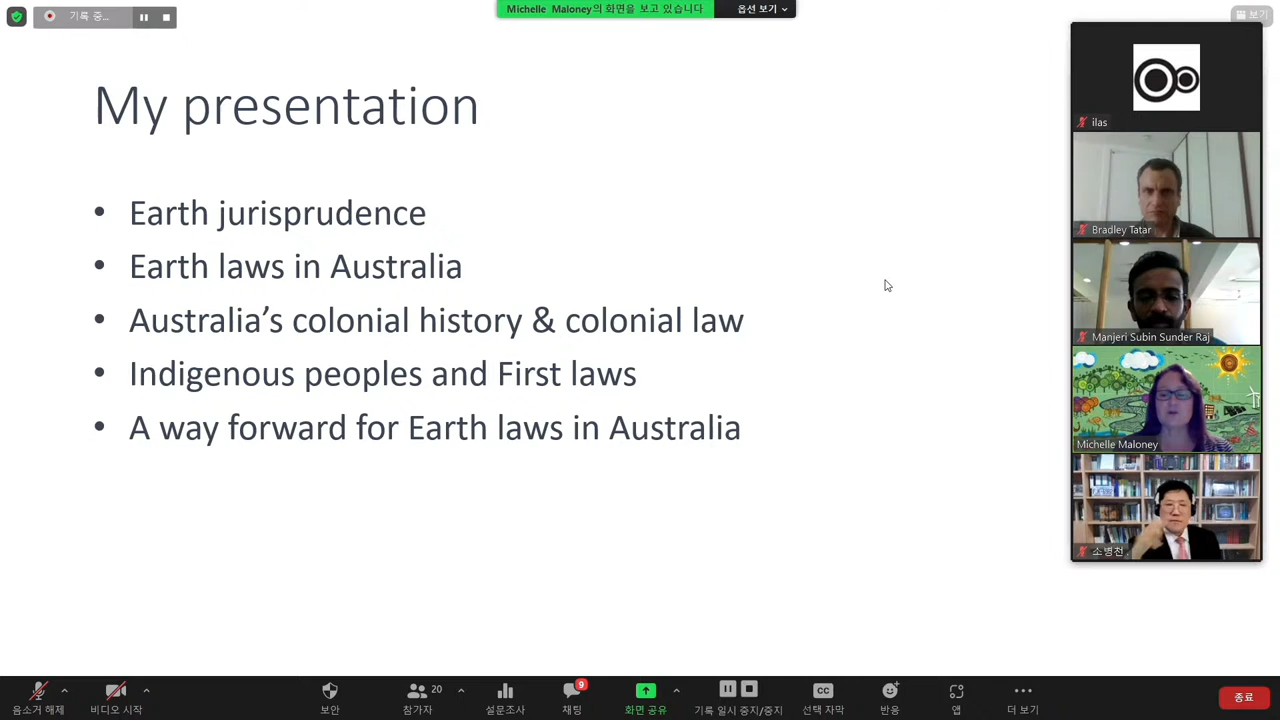 기록 중...
Michelle Maloney의 화면을 보고 있습니다
옵션 보기
보기
My presentation
• Earth jurisprudence
• Earth laws in Australia
• Australia’s colonial history & colonial law
• Indigenous peoples and First laws
• A way forward for Earth laws in Australia
ilas
Bradley Tatar
Manjeri Subin Sunder Raj
Michelle Maloney
소병천
음소거 해제
비디오 시작
보안
참가자
20
설문조사
채팅
9
화면 공유
기록 일시 중지/중지
CC
선택 자막
반응
앱
더 보기
종료